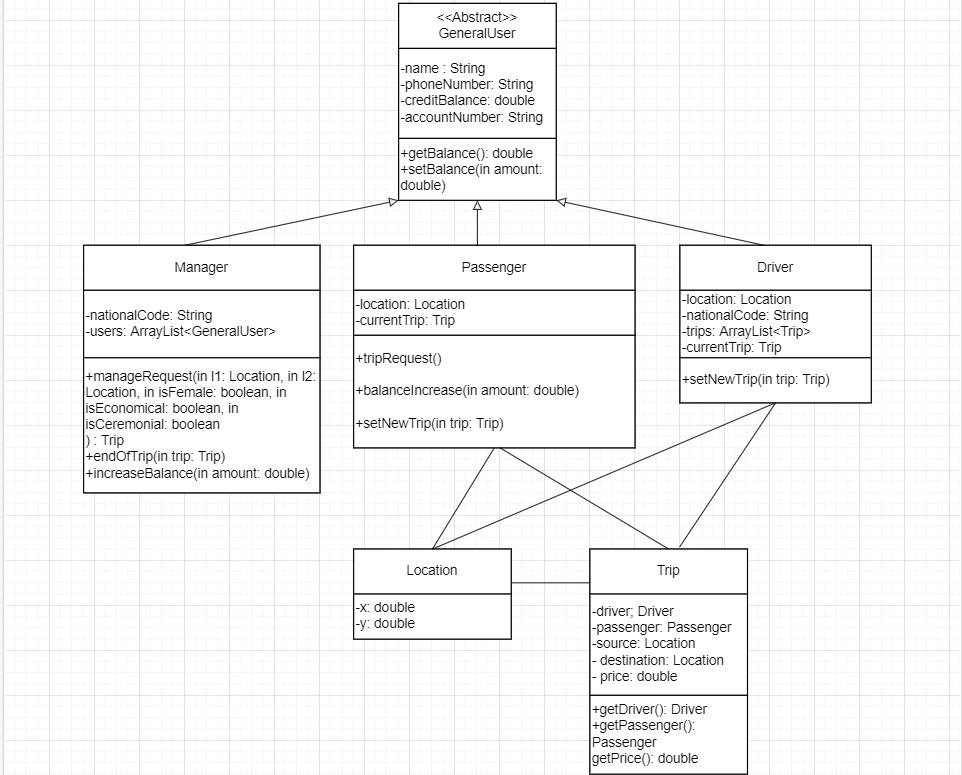 <<Abstract>>
GeneralUser
-name : String
-phoneNumber: String
-creditBalance: double
-accountNumber: String
+getBalance(): double
+setBalance(in amount:
double)
Manager
-nationalCode: String
-users: ArrayList<GeneralUser>
+manageRequest(in l1: Location, in l2:
Location, in isFemale: boolean, in
isEconomical: boolean, in
isCeremonial: boolean
) : Trip
+endOfTrip(in trip: Trip)
+increaseBalance(in amount: double)
Passenger
-location: Location
-currentTrip: Trip
+tripRequest()
+balanceIncrease(in amount: double)
+setNewTrip(in trip: Trip)
Driver
-location: Location
-nationalCode: String
-trips: ArrayList<Trip>
-currentTrip: Trip
+setNewTrip(in trip: Trip)
Location
-x: double
-y: double
Trip
-driver; Driver
-passenger: Passenger
-source: Location
- destination: Location
- price: double
+getDriver(): Driver
+getPassenger():
Passenger
getPrice(): double